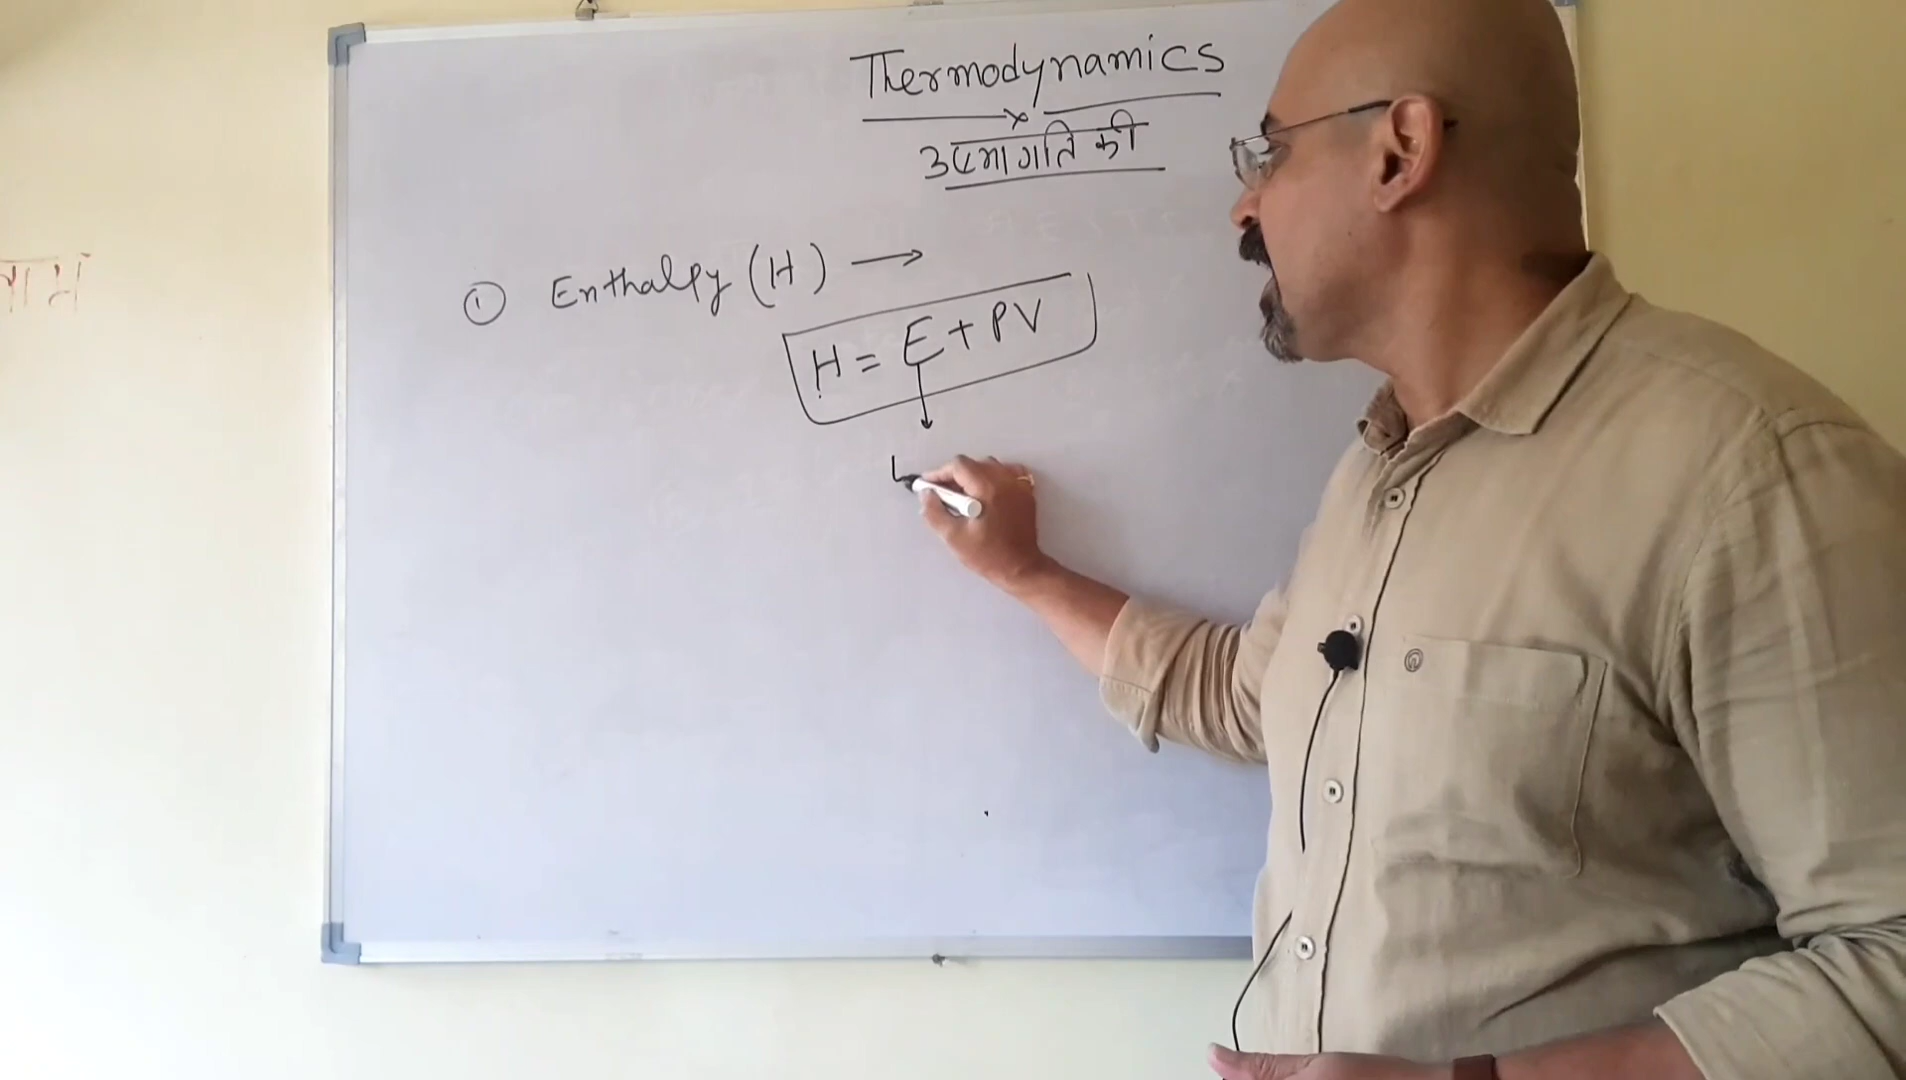 Thermodynamics
उष्मागतिकी
① Enthalpy (H) →
H = E + PV